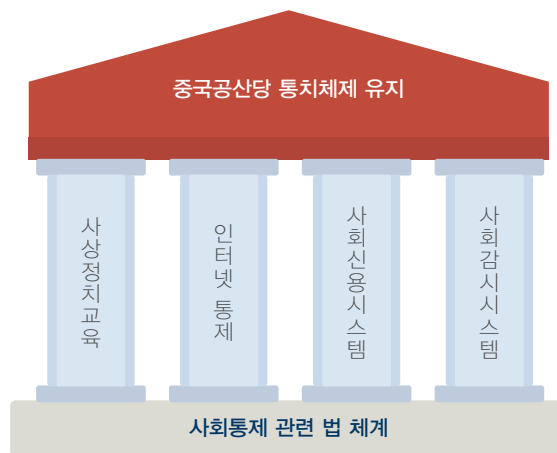 중국공산당 통치체제 유지
사상정치교육
인터넷 통제
사회신용시스템
사회감시시스템
사회통제 관련 법 체계